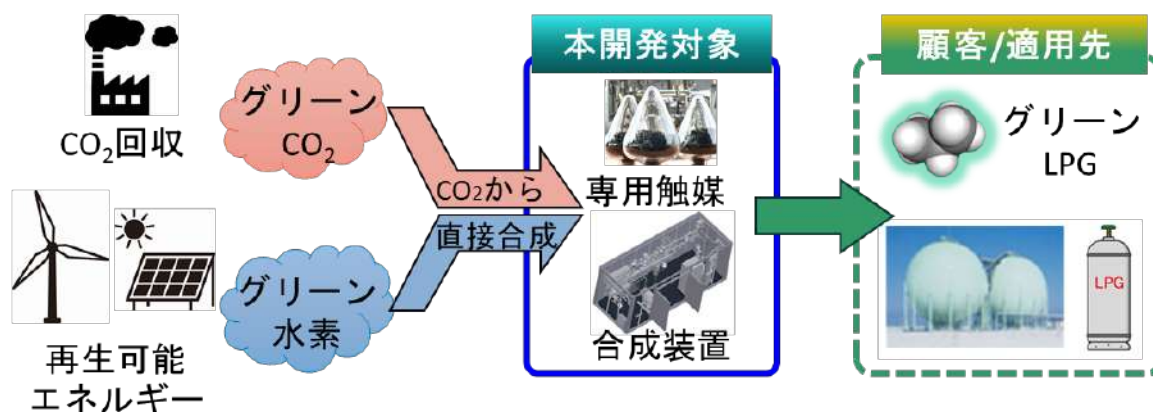 CO₂回収
グリーン
CO₂
再生可能
エネルギー
グリーン
水素
CO₂から
直接合成
本開発対象
専用触媒
合成装置
顧客/適用先
グリーン
LPG
LPG